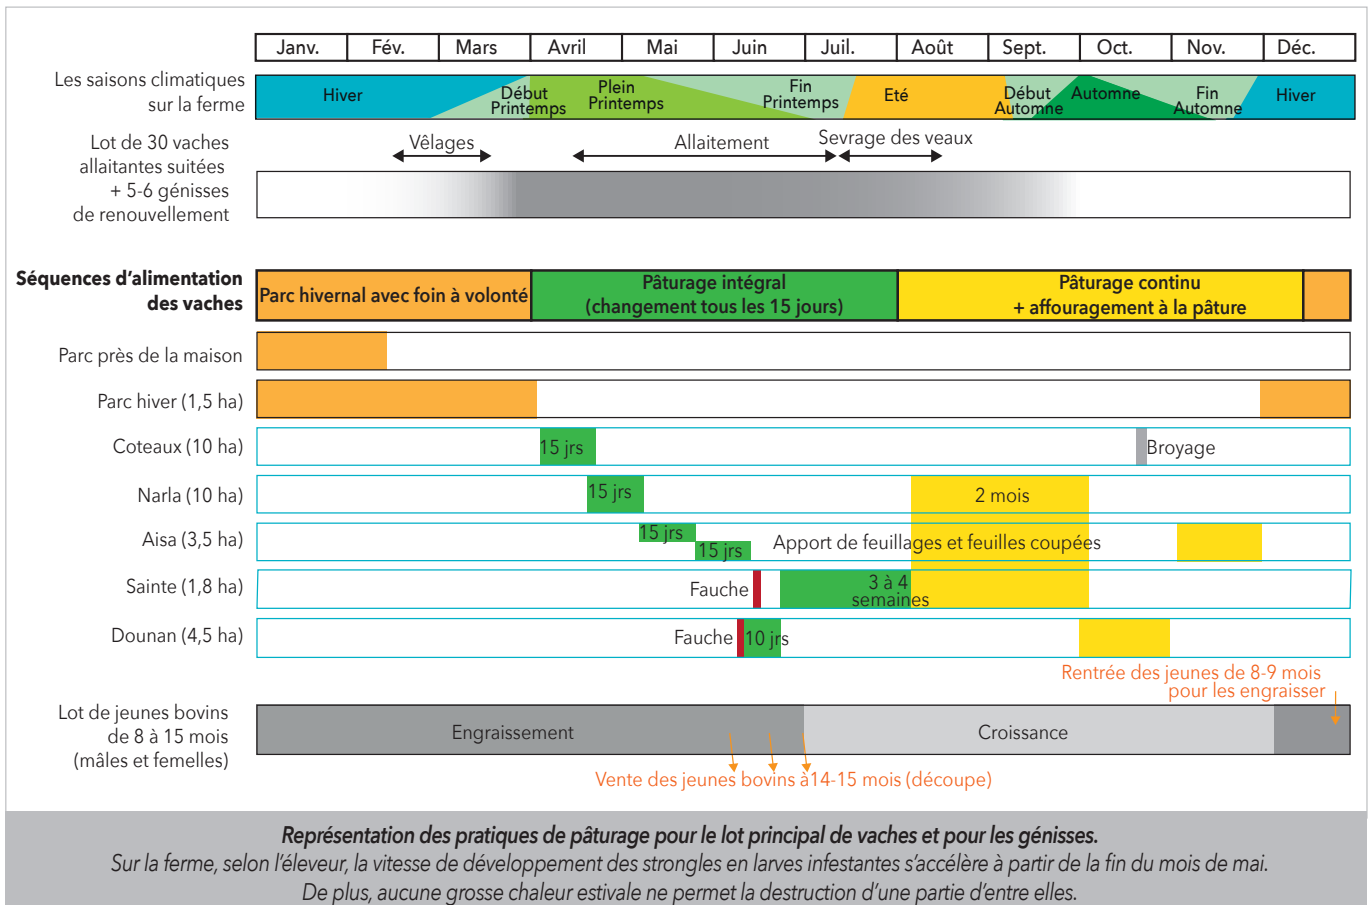 Janv. Fév. Mars Avril Mai Juin Juil. Août Sept. Oct. Nov. Déc.
Les saisons climatiques
sur la ferme
Hiver
Début
Printemps
Plein
Printemps
Fin
Printemps
Eté
Début
Automne
Automne
Fin
Automne
Hiver
Lot de 30 vaches
allaitantes suitées
+ 5-6 génisses
de renouvellement
Vêlages
Allaitement
Sevrage des veaux
Séquences d'alimentation
des vaches
Parc hivernal avec foin à volonté
Pâturage intégral
(changement tous les 15 jours)
Pâturage continu
+ affouragement à la pâture
Parc près de la maison
Parc hiver (1,5 ha)
Coteaux (10 ha)
15 jrs
Broyage
Narla (10 ha)
15 jrs
2 mois
Aisa (3,5 ha)
15 jrs
15 jrs
Apport de feuillages et feuilles coupées
Sainte (1,8 ha)
Fauche
3 à 4
semaines
Dounan (4,5 ha)
Fauche
10 jrs
Rentrée des jeunes de 8-9 mois
pour les engraisser
Lot de jeunes bovins
de 8 à 15 mois
(mâles et femelles)
Engraissement
Croissance
Vente des jeunes bovins à14-15 mois (découpe)
Représentation des pratiques de pâturage pour le lot principal de vaches et pour les génisses.
Sur la ferme, selon l'éleveur, la vitesse de développement des strongles en larves infestantes s'accélère à partir de la fin du mois de mai.
De plus, aucune grosse chaleur estivale ne permet la destruction d'une partie d'entre elles.